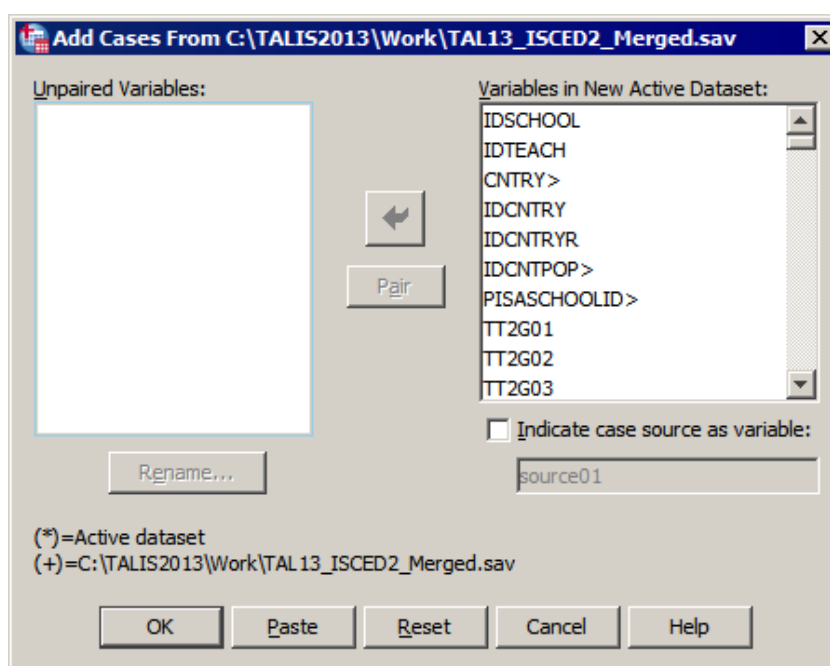 Add Cases From C:\TALIS2013\Work\TAL13_ISCED2_Merged.sav
Unpaired Variables:
Variables in New Active Dataset:
IDSCHOOL
IDTEACH
CNTRY>
IDCNTRY
IDCNTRYR
IDCNTPOP>
PISASCHOOLID>
TT2G01
TT2G02
TT2G03
Pair
Indicate case source as variable:
source01
Rename...
(*)=Active dataset
(+)=C:\TALIS2013\Work\TAL13_ISCED2_Merged.sav
OK Paste Reset Cancel Help